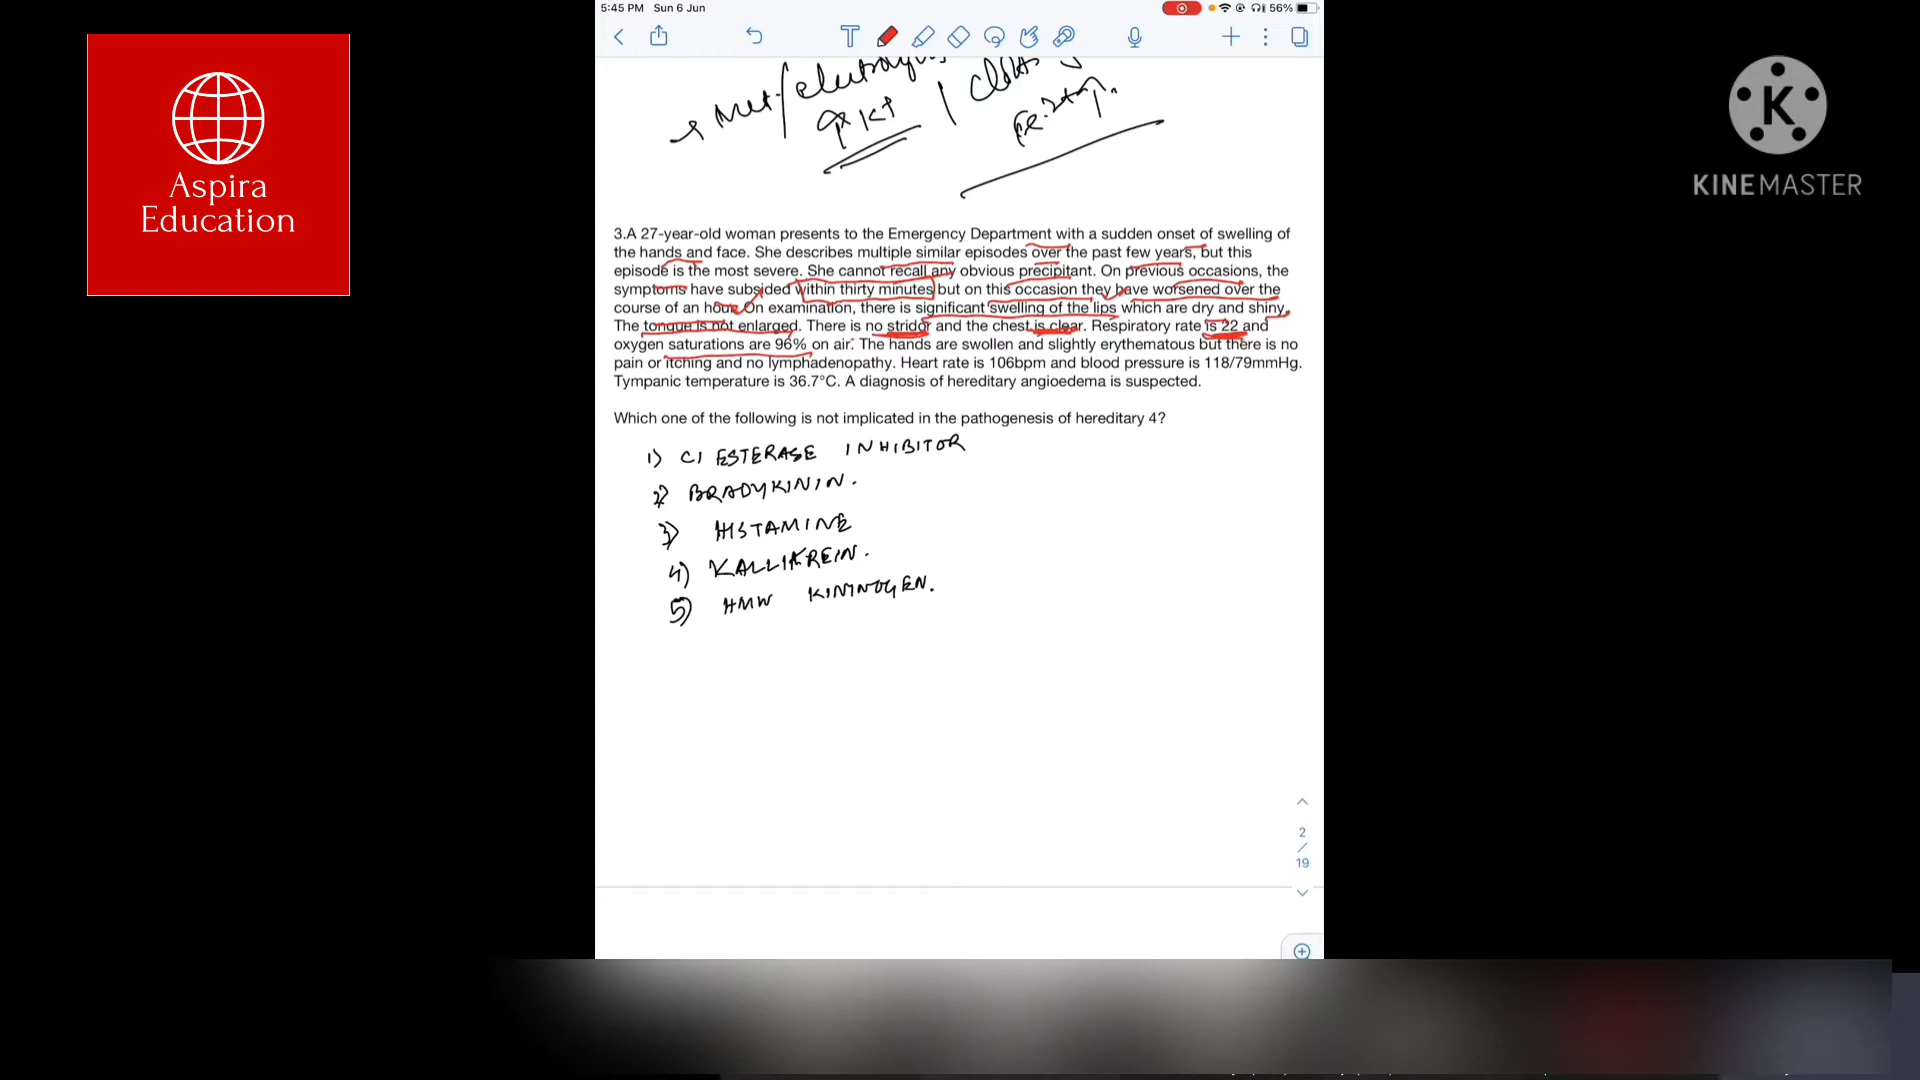 5:45 PM Sun 6 Jun
56%
Aspira
Education
K
KINEMASTER
T
K+
3.A 27-year-old woman presents to the Emergency Department with a sudden onset of swelling of
the hands and face. She describes multiple similar episodes over the past few years, but this
episode is the most severe. She cannot recall any obvious precipitant. On previous occasions, the
symptoms have subsided within thirty minutes but on this occasion they have worsened over the
course of an hour. On examination, there is significant swelling of the lips which are dry and shiny.
The tongue is not enlarged. There is no stridor and the chest is clear. Respiratory rate is 22 and
oxygen saturations are 96% on air. The hands are swollen and slightly erythematous but there is no
pain or itching and no lymphadenopathy. Heart rate is 106bpm and blood pressure is 118/79mmHg.
Tympanic temperature is 36.7°C. A diagnosis of hereditary angioedema is suspected.
Which one of the following is not implicated in the pathogenesis of hereditary 4?
1) C1 ESTERASE INHIBITOR
2) BRADYKININ.
3) HISTAMINE
4) KALLIKREIN.
5) HMW KININOGEN.
2
/
19